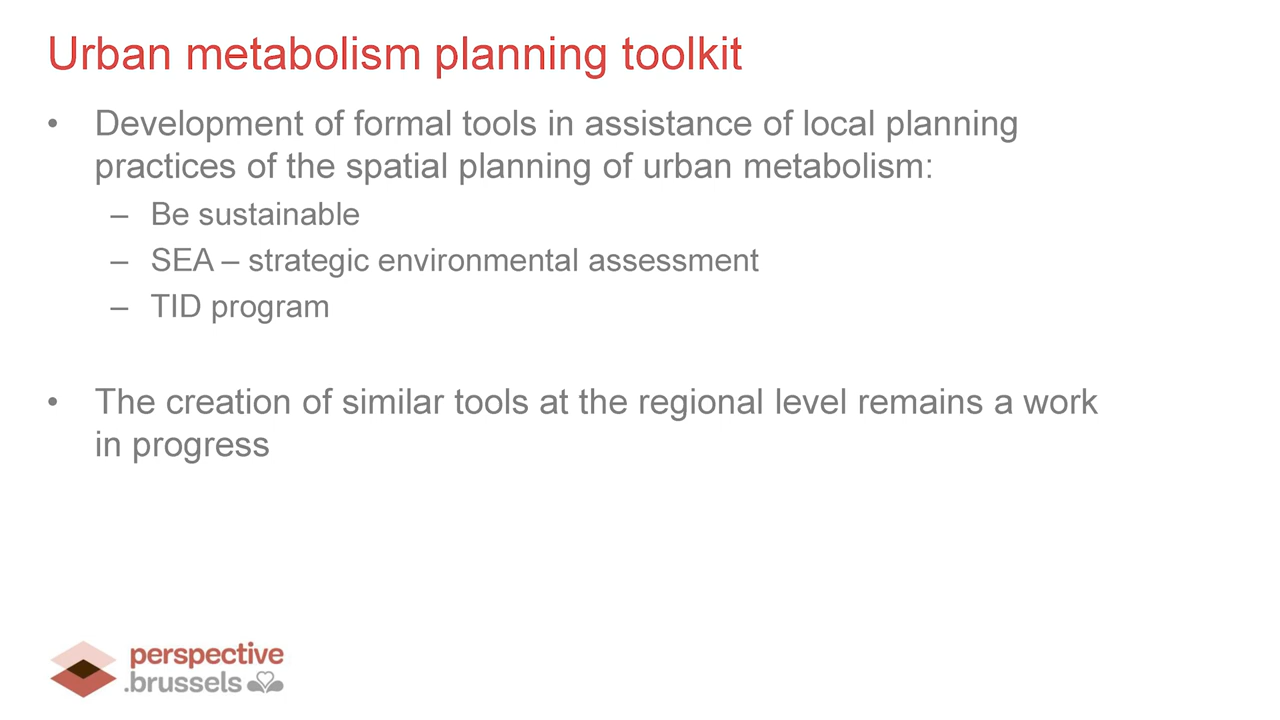 Urban metabolism planning toolkit
• Development of formal tools in assistance of local planning
practices of the spatial planning of urban metabolism:
– Be sustainable
– SEA – strategic environmental assessment
– TID program
• The creation of similar tools at the regional level remains a work
in progress
perspective
.brussels